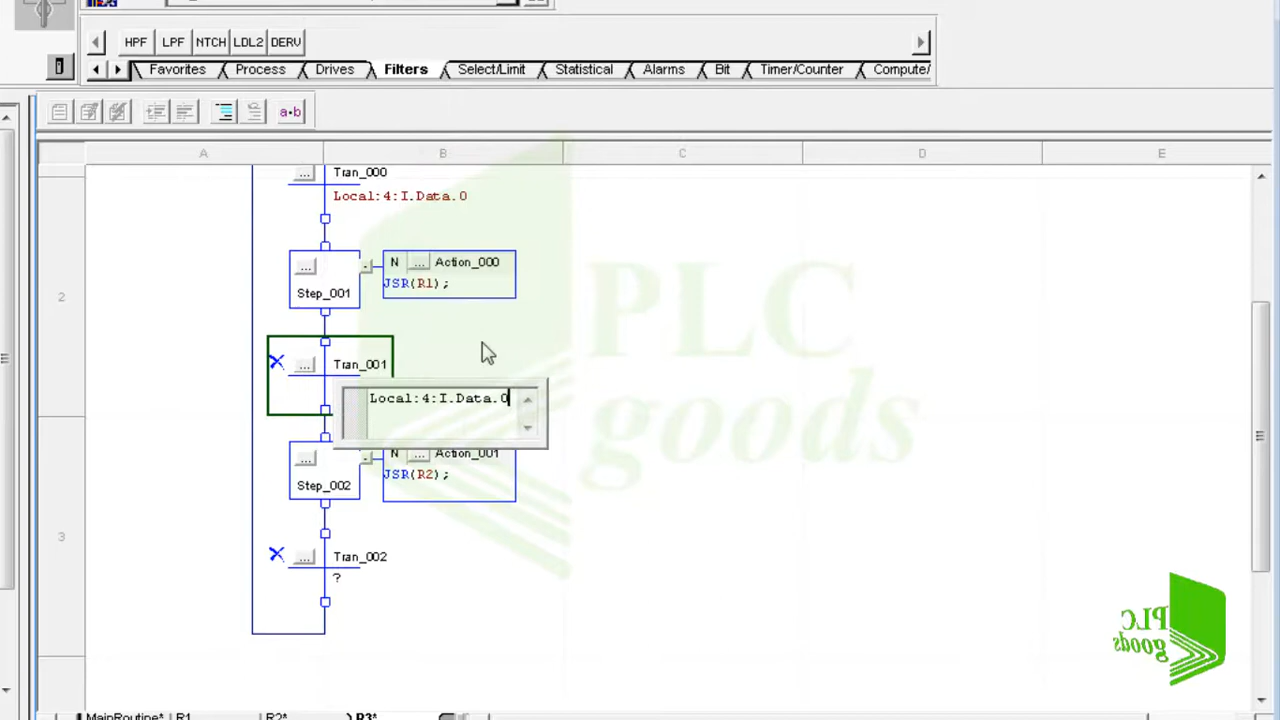 HPF LPF NTCH LDL2 DERV
Favorites Process Drives Filters Select/Limit Statistical Alarms Bit Timer/Counter Compute/
a•b
A B C D E
Tran_000
Local:4:I.Data.0
2
N ... Action_000
JSR(R1);
Step_001
Tran_001
Local:4:I.Data.0
N ... Action_001
JSR(R2);
Step_002
3
Tran_002
?
PLC
goods
PLC
goods
MainRoutine* R1 R2* R3*